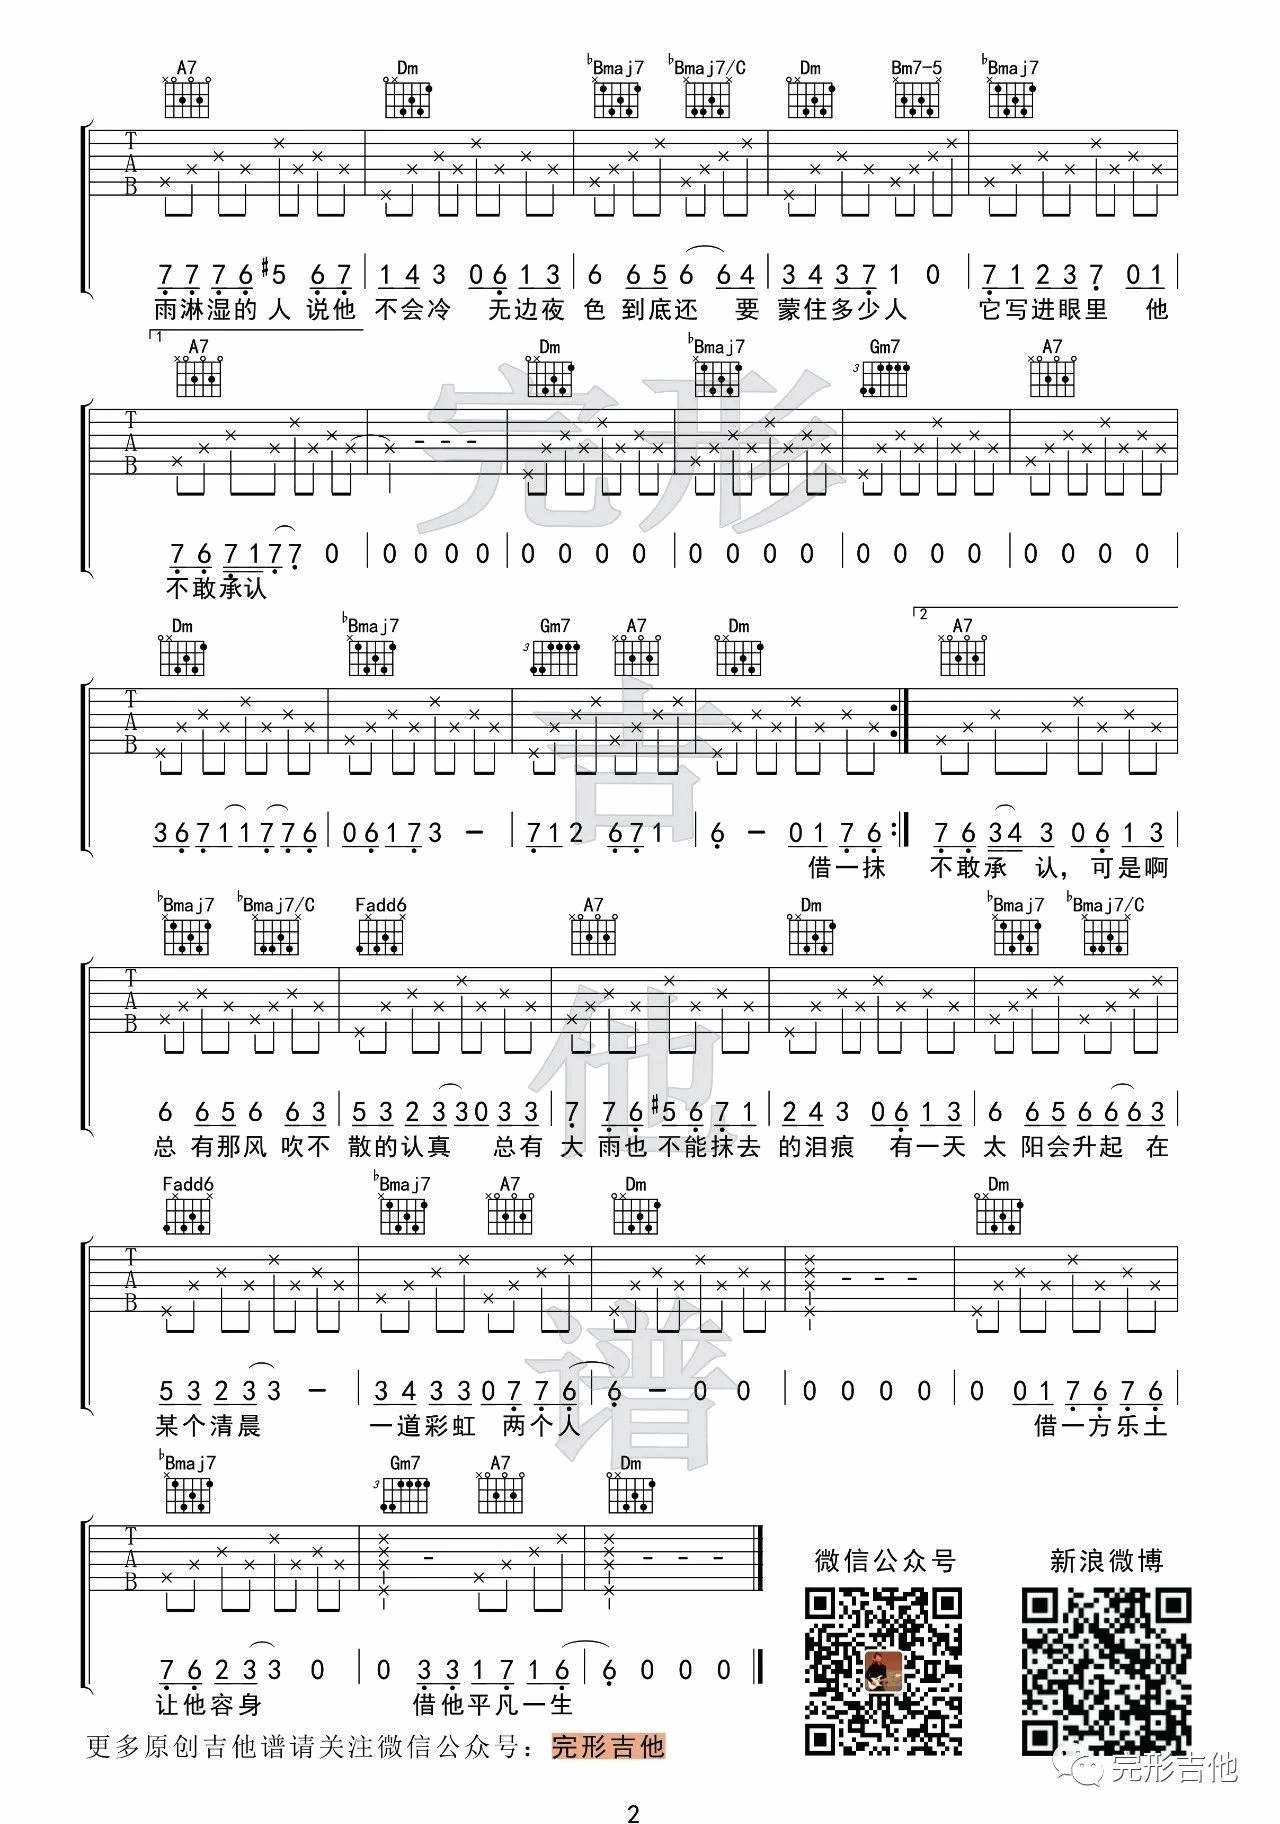 A7 Dm ♭Bmaj7 ♭Bmaj7/C Dm Bm7-5 ♭Bmaj7
T
A
B
7 7 7 6 #5 6 7 | 1 4 3 0 6 1 3 | 6 6 5 6 6 4 | 3 4 3 7 1 0 | 7 1 2 3 7 0 1
雨淋湿的 人 说他 不会冷 无边夜 色 到底还 要 蒙住多少人 它写进眼里 他
1
A7 Dm ♭Bmaj7 Gm7 A7
3
T
A
B
7 6 7 1 7 7 0 | 0 0 0 0 | 0 0 0 0 | 0 0 0 0 | 0 0 0 0 | 0 0 0 0
不敢承认
2
Dm ♭Bmaj7 Gm7 A7 Dm A7
3
T
A
B
3 6 7 1 1 7 7 6 | 0 6 1 7 3 - | 7 1 2 6 7 1 | 6 - 0 1 7 6 :| 7 6 3 4 3 0 6 1 3
借一抹 不敢承 认，可是啊
♭Bmaj7 ♭Bmaj7/C Fadd6 A7 Dm ♭Bmaj7 ♭Bmaj7/C
T
A
B
6 6 5 6 6 3 | 5 3 2 3 3 0 3 3 | 7 7 6 #5 6 7 1 | 2 4 3 0 6 1 3 | 6 6 5 6 6 6 3
总 有那风 吹不 散的认真 总有 大 雨也 不能抹去 的泪痕 有一天 太 阳会升起 在
Fadd6 ♭Bmaj7 A7 Dm Dm
T
A
B
5 3 2 3 3 - | 3 4 3 3 0 7 7 6 | 6 - 0 0 | 0 0 0 0 | 0 0 1 7 6 7 6
某个清晨 一道彩虹 两个人 借一方乐土
♭Bmaj7 Gm7 A7 Dm
3
T
A
B
7 6 2 3 3 0 | 0 3 3 1 7 1 6 | 6 0 0 0
让他容身 借他平凡一生
微信公众号 新浪微博
更多原创吉他谱请关注微信公众号：完形吉他
完形吉他
2
完形
吉
他
谱